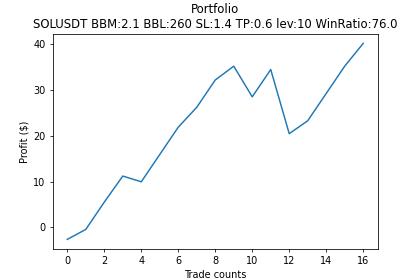 Portfolio
SOLUSDT BBM:2.1 BBL:260 SL:1.4 TP:0.6 lev:10 WinRatio:76.0
40
30
20
10
0
Profit ($)
0 2 4 6 8 10 12 14 16
Trade counts